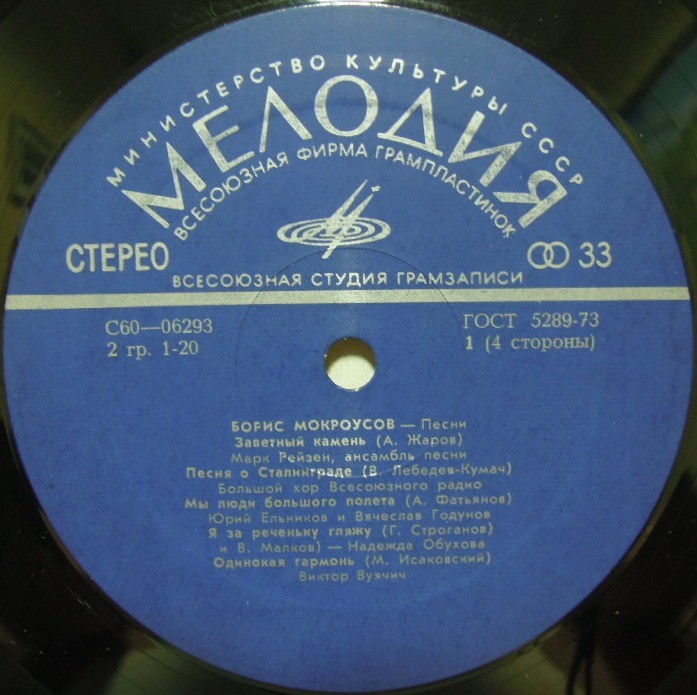 МИНИСТЕРСТВО КУЛЬТУРЫ СССР
МЕЛОДИЯ
ВСЕСОЮЗНАЯ ФИРМА ГРАМПЛАСТИНОК
СТЕРЕО
33
ВСЕСОЮЗНАЯ СТУДИЯ ГРАМЗАПИСИ
С60—06293
ГОСТ 5289-73
2 гр. 1-20
1 (4 стороны)
БОРИС МОКРОУСОВ — Песни
Заветный камень (А. Жаров)
Марк Рейзен, ансамбль песни
Песня о Сталинграде (В. Лебедев-Кумач)
Большой хор Всесоюзного радио
Мы люди большого полета (А. Фатьянов)
Юрий Ельников и Вячеслав Годунов
Я за реченьку гляжу (Г. Строганов)
и В. Малков) — Надежда Обухова
Одинокая гармонь (М. Исаковский)
Виктор Вуячич